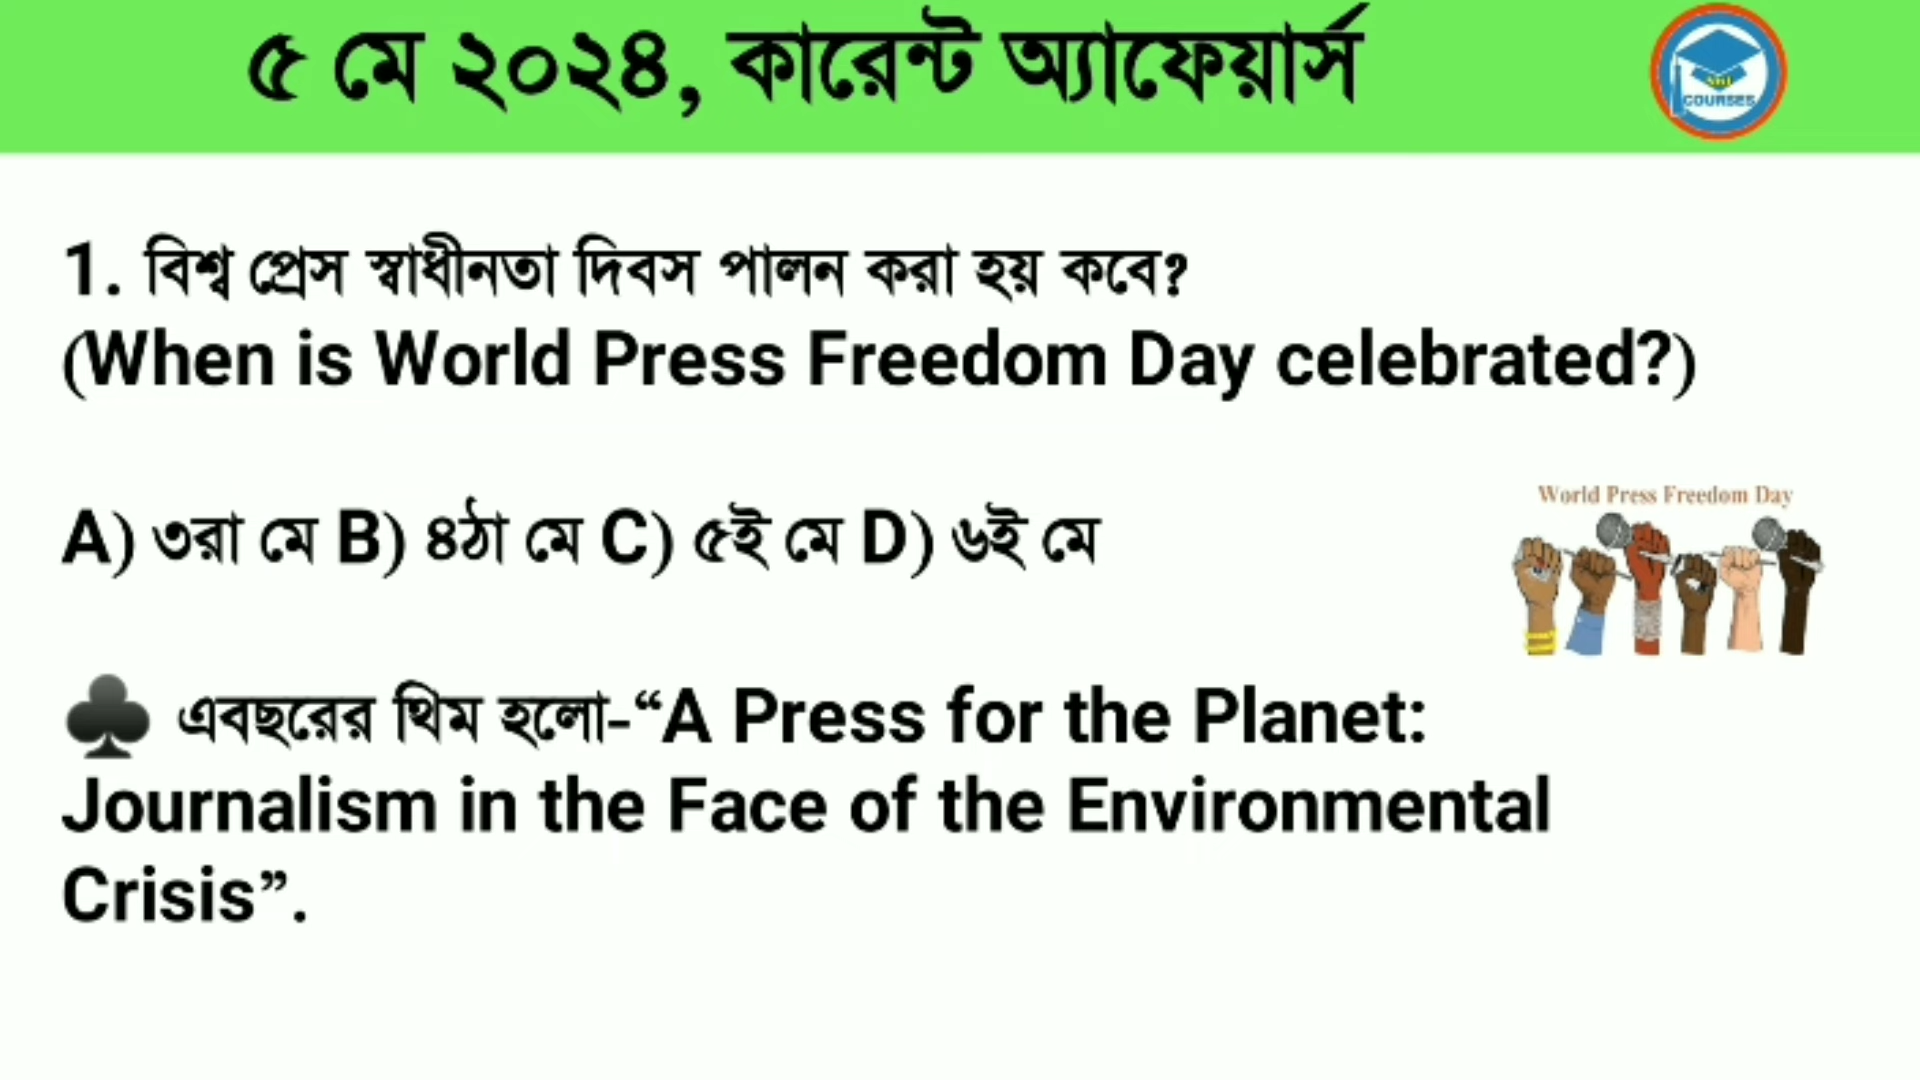 ৫ মে ২০২৪, কারেন্ট অ্যাফেয়ার্স
COURSES
1. বিশ্ব প্রেস স্বাধীনতা দিবস পালন করা হয় কবে?
(When is World Press Freedom Day celebrated?)
A) ৩রা মে B) ৪ঠা মে C) ৫ই মে D) ৬ই মে
World Press Freedom Day
♣ এবছরের থিম হলো-“A Press for the Planet:
Journalism in the Face of the Environmental
Crisis”.